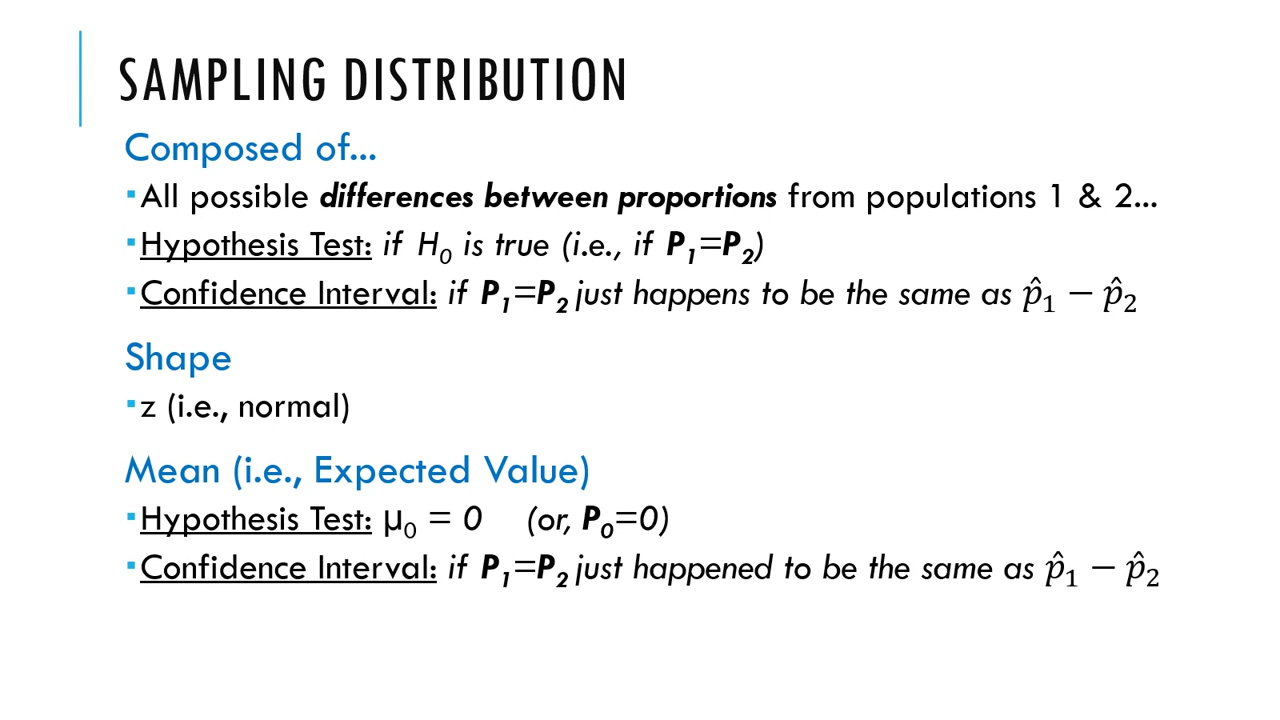 SAMPLING DISTRIBUTION
Composed of...
▪All possible differences between proportions from populations 1 & 2...
▪Hypothesis Test: if H₀ is true (i.e., if P₁=P₂)
▪Confidence Interval: if P₁=P₂ just happens to be the same as p̂₁ − p̂₂
Shape
▪z (i.e., normal)
Mean (i.e., Expected Value)
▪Hypothesis Test: μ₀ = 0 (or, P₀=0)
▪Confidence Interval: if P₁=P₂ just happened to be the same as p̂₁ − p̂₂